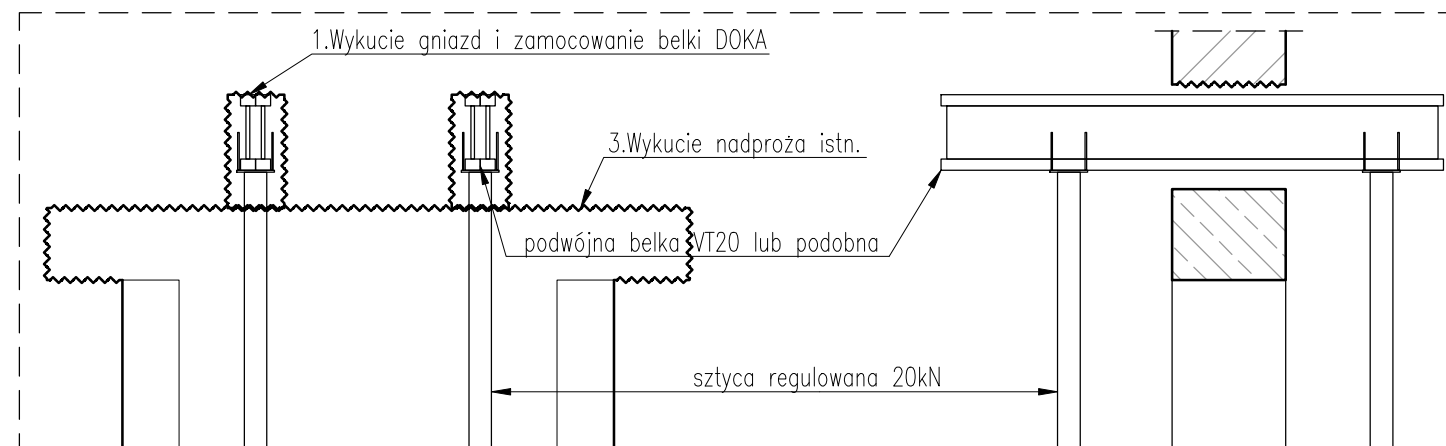 1.Wykucie gniazd i zamocowanie belki DOKA
3.Wykucie nadproża istn.
podwójna belka VT20 lub podobna
sztyca regulowana 20kN